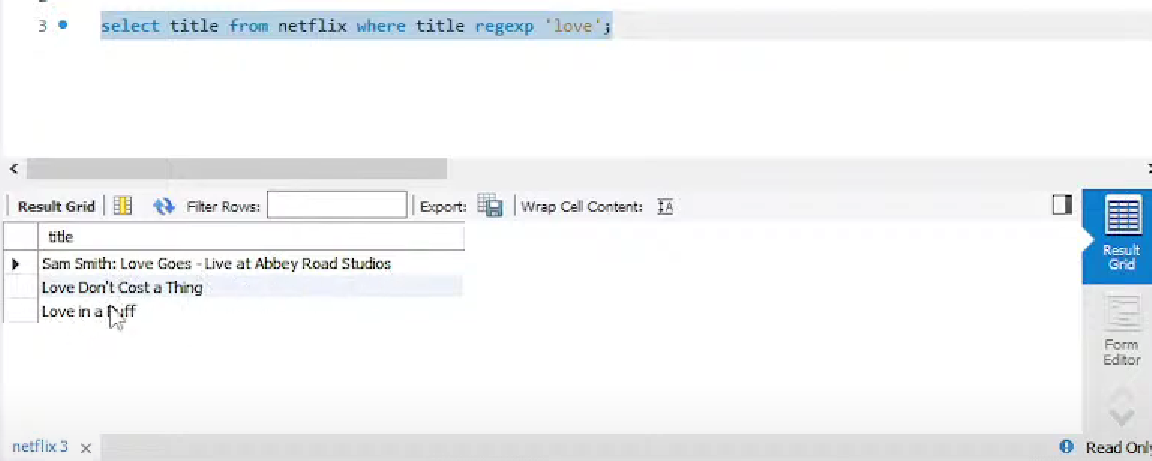 3 select title from netflix where title regexp 'love';
Result Grid Filter Rows: Export: Wrap Cell Content:
title
Sam Smith: Love Goes - Live at Abbey Road Studios
Love Don't Cost a Thing
Love in a
Result
Grid
Form
Editor
netflix 3 x
Read Only